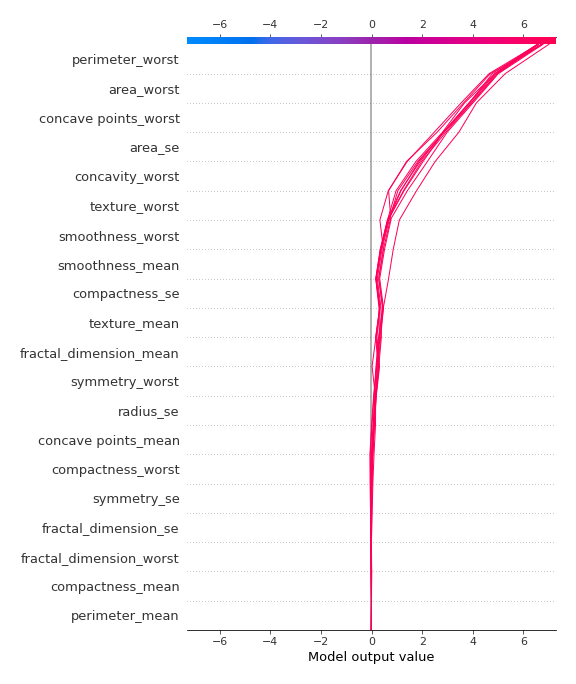 −6 −4 −2 0 2 4 6
perimeter_worst
area_worst
concave points_worst
area_se
concavity_worst
texture_worst
smoothness_worst
smoothness_mean
compactness_se
texture_mean
fractal_dimension_mean
symmetry_worst
radius_se
concave points_mean
compactness_worst
symmetry_se
fractal_dimension_se
fractal_dimension_worst
compactness_mean
perimeter_mean
−6 −4 −2 0 2 4 6
Model output value